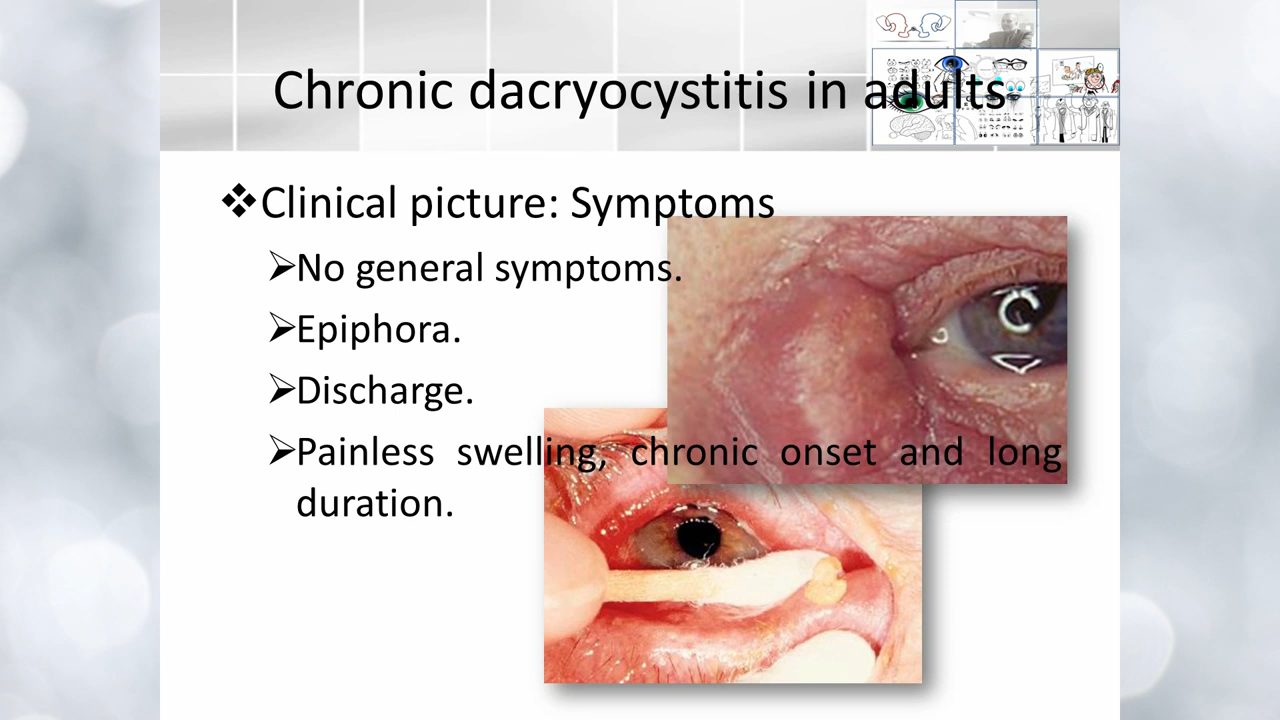 Chronic dacryocystitis in adults
❖Clinical picture: Symptoms
➢No general symptoms.
➢Epiphora.
➢Discharge.
➢Painless swelling, chronic onset and long
duration.